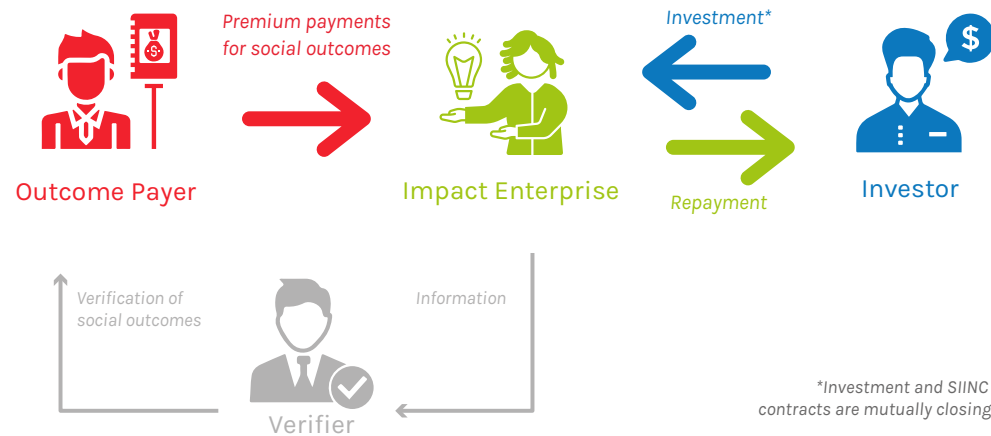 Premium payments
for social outcomes
Investment*
$
$
Outcome Payer
Impact Enterprise
Repayment
Investor
Verification of
social outcomes
Information
Verifier
*Investment and SIINC
contracts are mutually closing